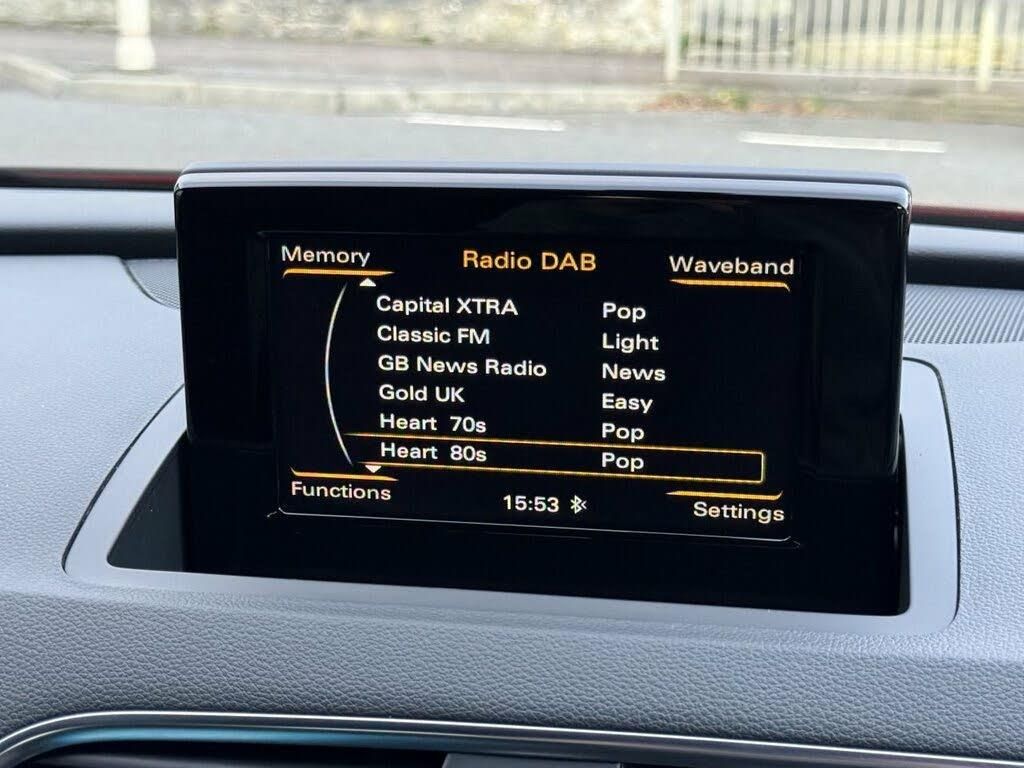 Memory Radio DAB Waveband
Capital XTRA Pop
Classic FM Light
GB News Radio News
Gold UK Easy
Heart 70s Pop
Heart 80s Pop
Functions 15:53 Settings